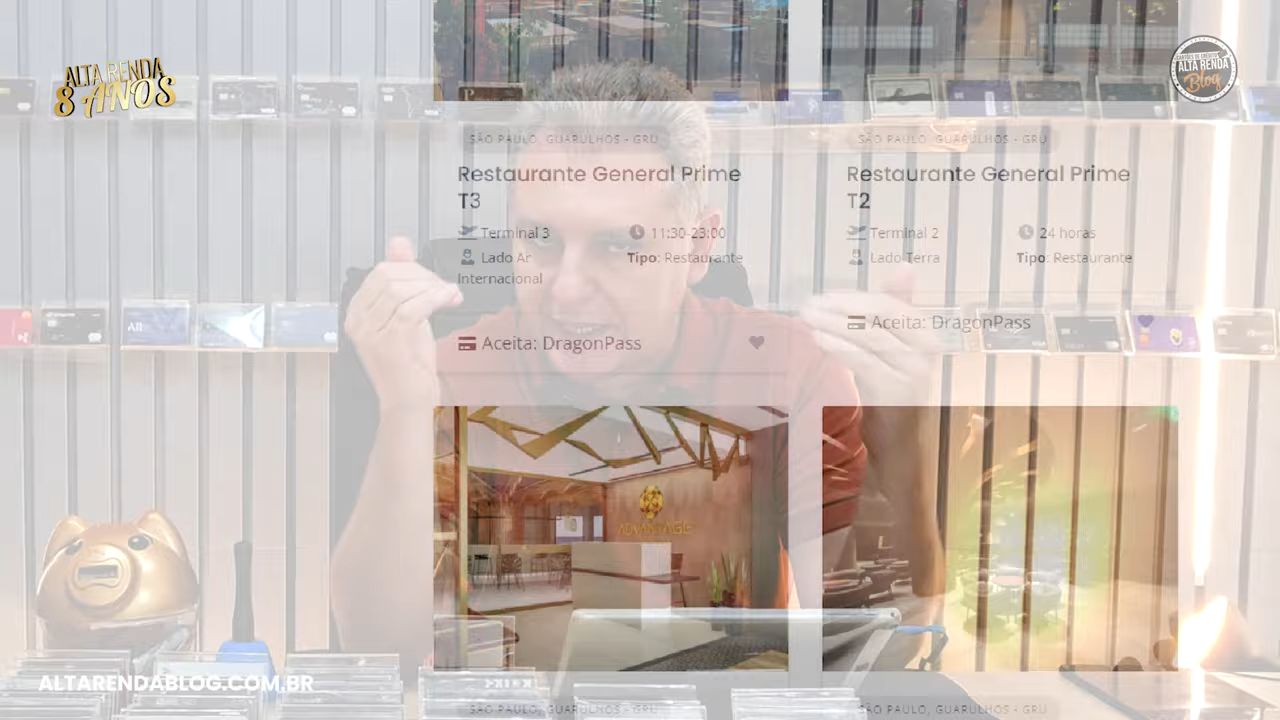 ALTA RENDA
8 ANOS
CARTÕES DE CRÉDITO
ALTA RENDA
Blog
SÃO PAULO, GUARULHOS - GRU
Restaurante General Prime
T3
Terminal 3
11:30-23:00
Lado Ar
Internacional
Tipo: Restaurante
Aceita: DragonPass
SÃO PAULO, GUARULHOS - GRU
Restaurante General Prime
T2
Terminal 2
24 horas
Lado Terra
Tipo: Restaurante
Aceita: DragonPass
ADVANTAGE
ALTARENDABLOG.COM.BR
SÃO PAULO, GUARULHOS - GRU
SÃO PAULO, GUARULHOS - GRU